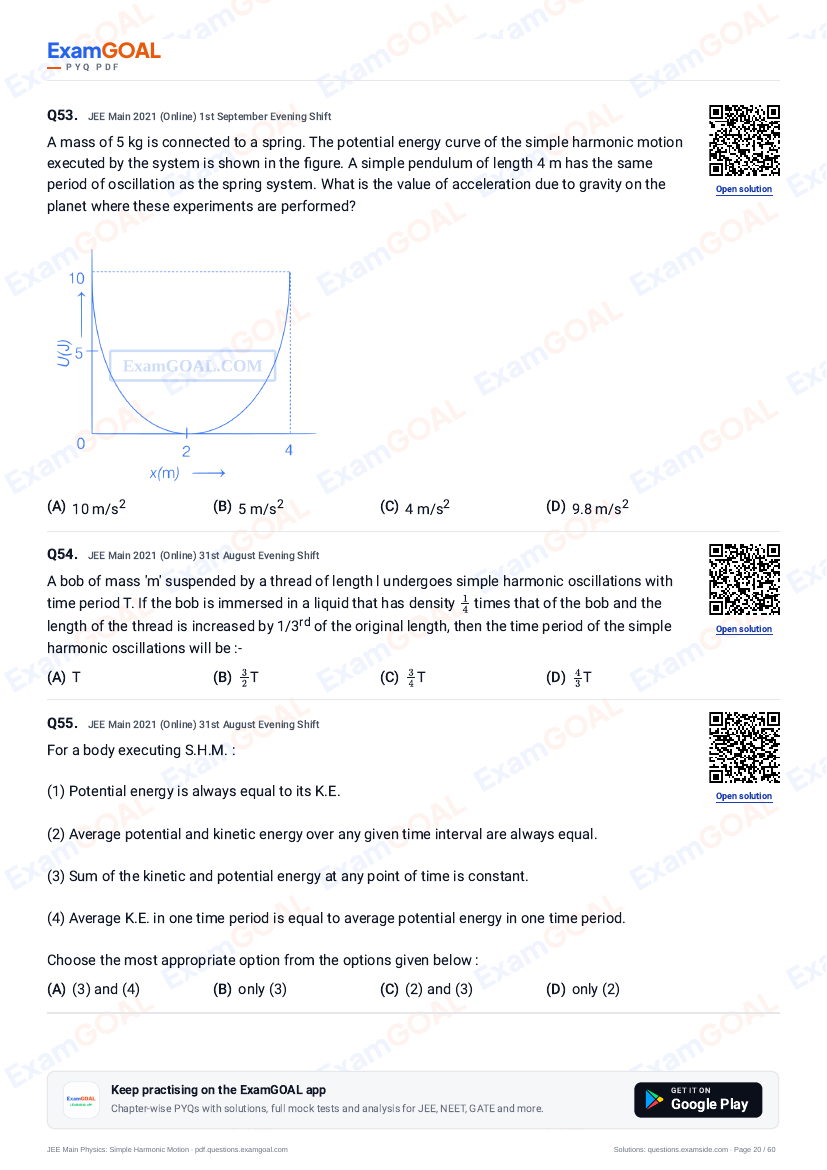 ExamGOAL
PYQ PDF
Q53. JEE Main 2021 (Online) 1st September Evening Shift
A mass of 5 kg is connected to a spring. The potential energy curve of the simple harmonic motion
executed by the system is shown in the figure. A simple pendulum of length 4 m has the same
period of oscillation as the spring system. What is the value of acceleration due to gravity on the
planet where these experiments are performed?
Open solution
10
5
U(J)
ExamGOAL.COM
0
2
4
x(m)
(A) 10 m/s² (B) 5 m/s² (C) 4 m/s² (D) 9.8 m/s²
Q54. JEE Main 2021 (Online) 31st August Evening Shift
A bob of mass 'm' suspended by a thread of length l undergoes simple harmonic oscillations with
time period T. If the bob is immersed in a liquid that has density 1/4 times that of the bob and the
length of the thread is increased by 1/3rd of the original length, then the time period of the simple
harmonic oscillations will be :-
Open solution
(A) T (B) 3/2 T (C) 3/4 T (D) 4/3 T
Q55. JEE Main 2021 (Online) 31st August Evening Shift
For a body executing S.H.M. :
(1) Potential energy is always equal to its K.E.
Open solution
(2) Average potential and kinetic energy over any given time interval are always equal.
(3) Sum of the kinetic and potential energy at any point of time is constant.
(4) Average K.E. in one time period is equal to average potential energy in one time period.
Choose the most appropriate option from the options given below :
(A) (3) and (4) (B) only (3) (C) (2) and (3) (D) only (2)
ExamGOAL
Keep practising on the ExamGOAL app
Chapter-wise PYQs with solutions, full mock tests and analysis for JEE, NEET, GATE and more.
GET IT ON
Google Play
JEE Main Physics: Simple Harmonic Motion · pdf.questions.examgoal.com
Solutions: questions.examside.com · Page 20 / 60